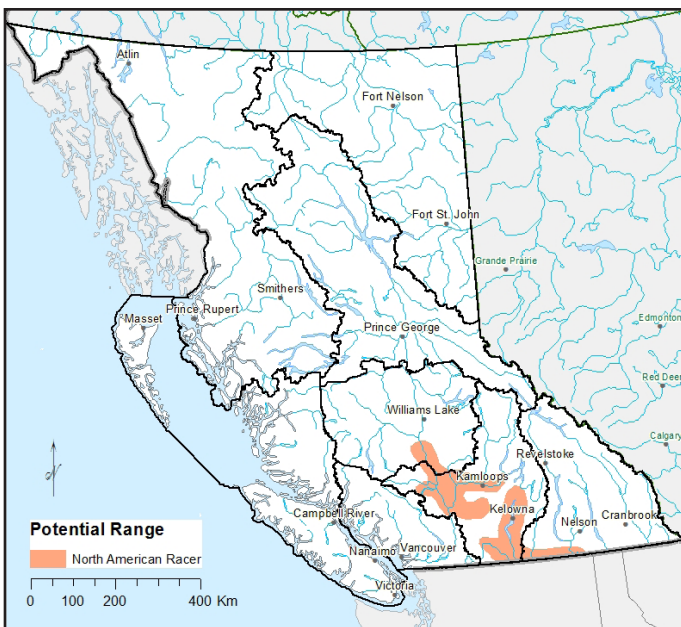 Atlin
Fort Nelson
Fort St. John
Grande Prairie
Smithers
Prince Rupert
Masset
Edmonton
Prince George
Red Deer
Williams Lake
Calgary
Revelstoke
Kamloops
N
Campbell River
Kelowna
Cranbrook
Nelson
Potential Range
North American Racer
Nanaimo
Vancouver
Victoria
0 100 200 400 Km